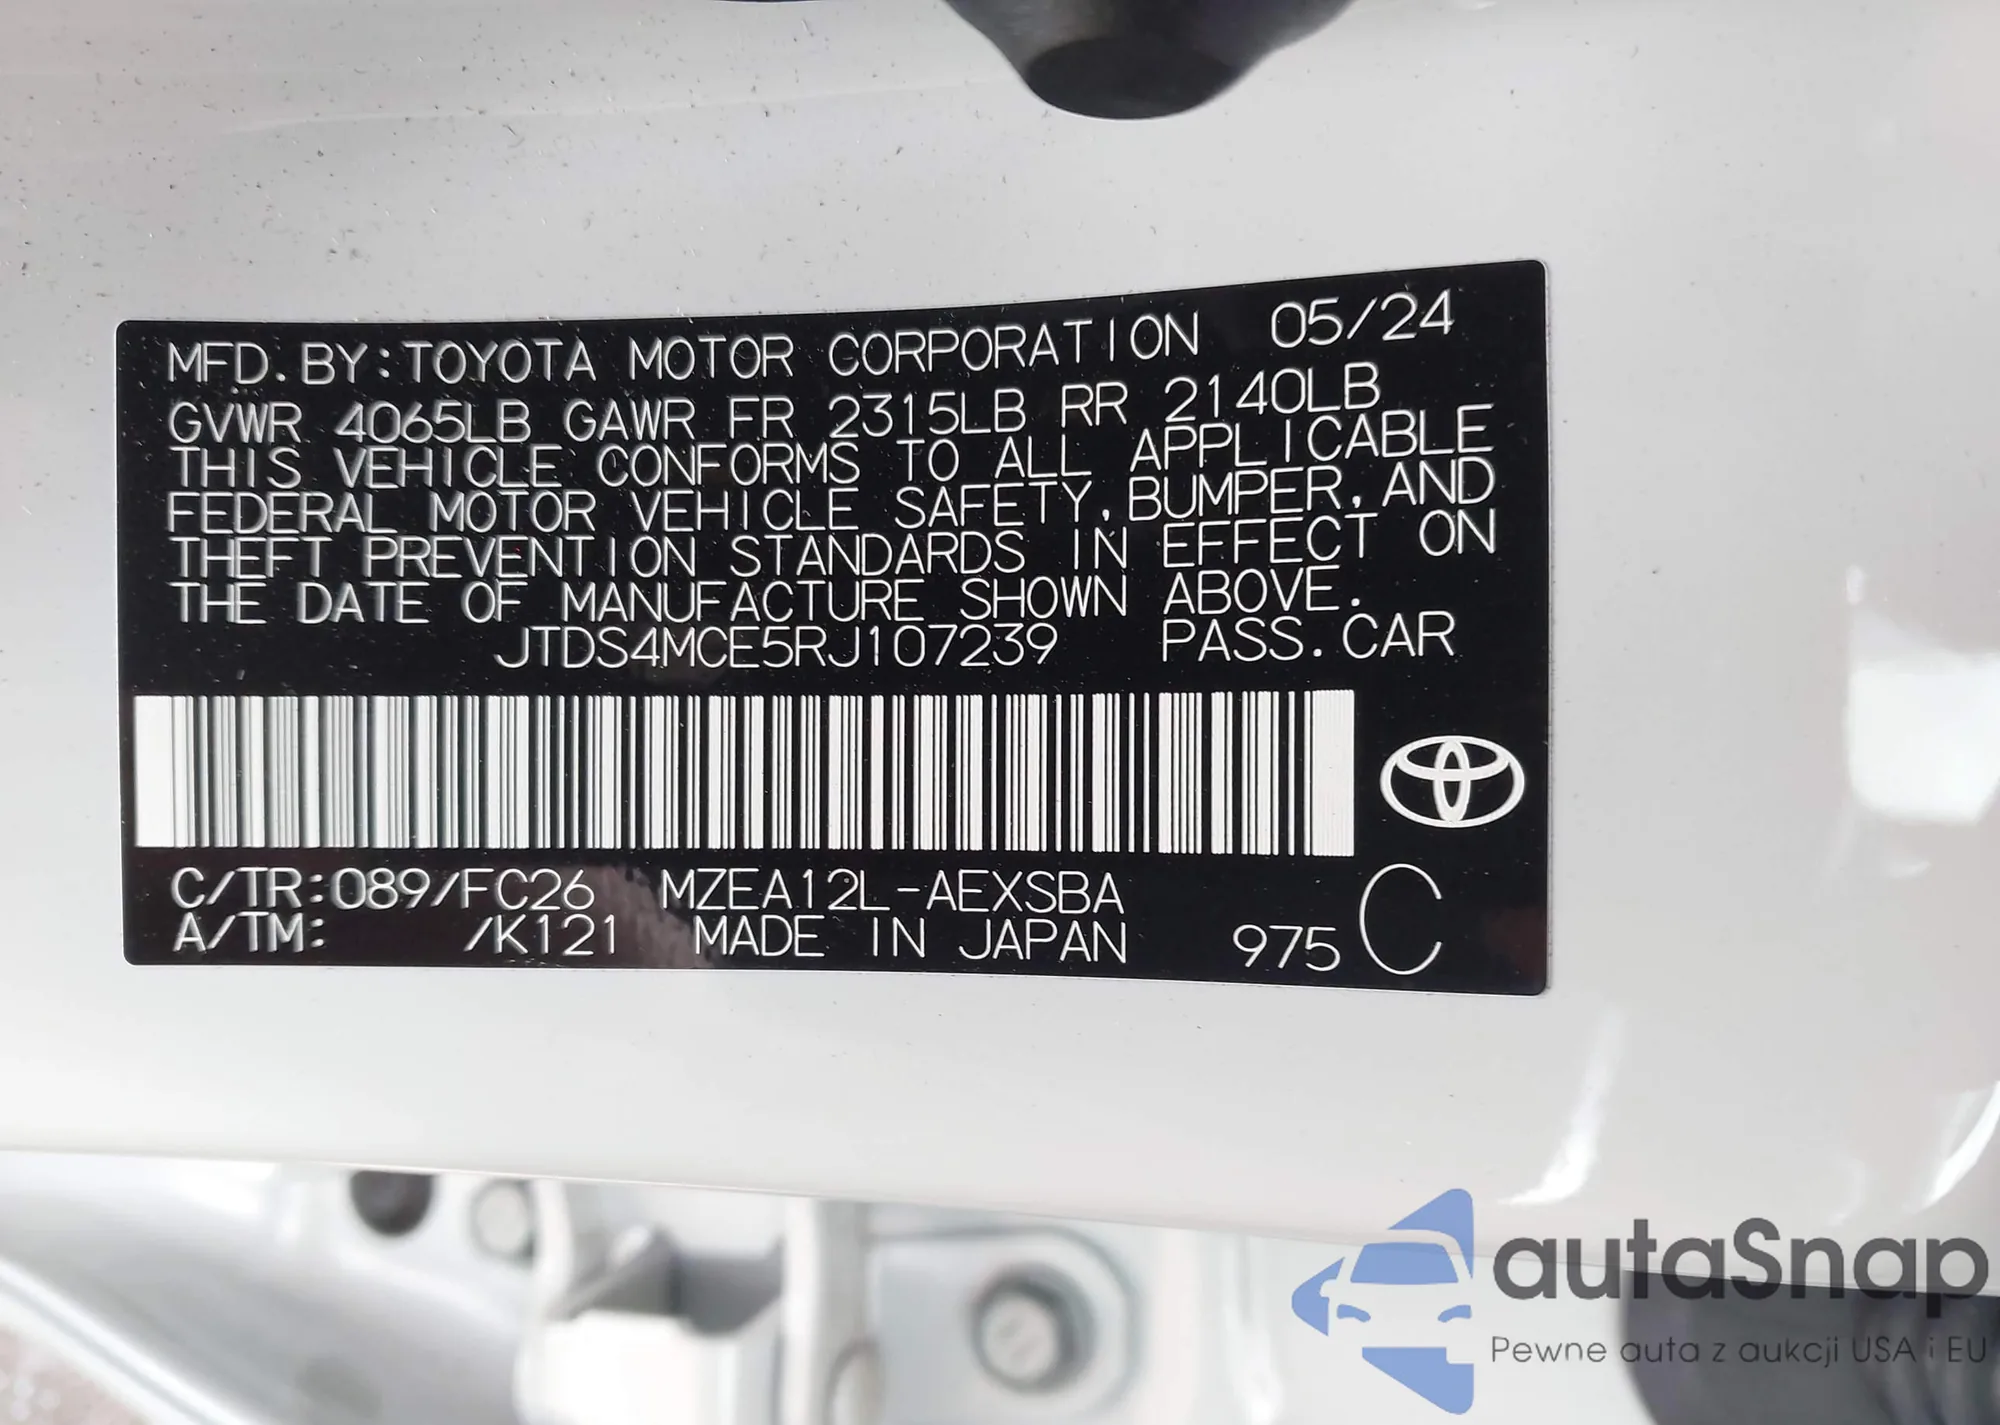 MFD. BY: TOYOTA MOTOR CORPORATION 05/24
GVWR 4065LB GAWR FR 2315LB RR 2140LB
THIS VEHICLE CONFORMS TO ALL APPLICABLE
FEDERAL MOTOR VEHICLE SAFETY, BUMPER, AND
THEFT PREVENTION STANDARDS IN EFFECT ON
THE DATE OF MANUFACTURE SHOWN ABOVE.
JTDS4MCE5RJ107239 PASS. CAR
C/TR: 089/FC26 MZEA12L-AEXSBA
A/TM: /K121 MADE IN JAPAN 975 C
autaSnap
Pewne auta z aukcji USA i EU